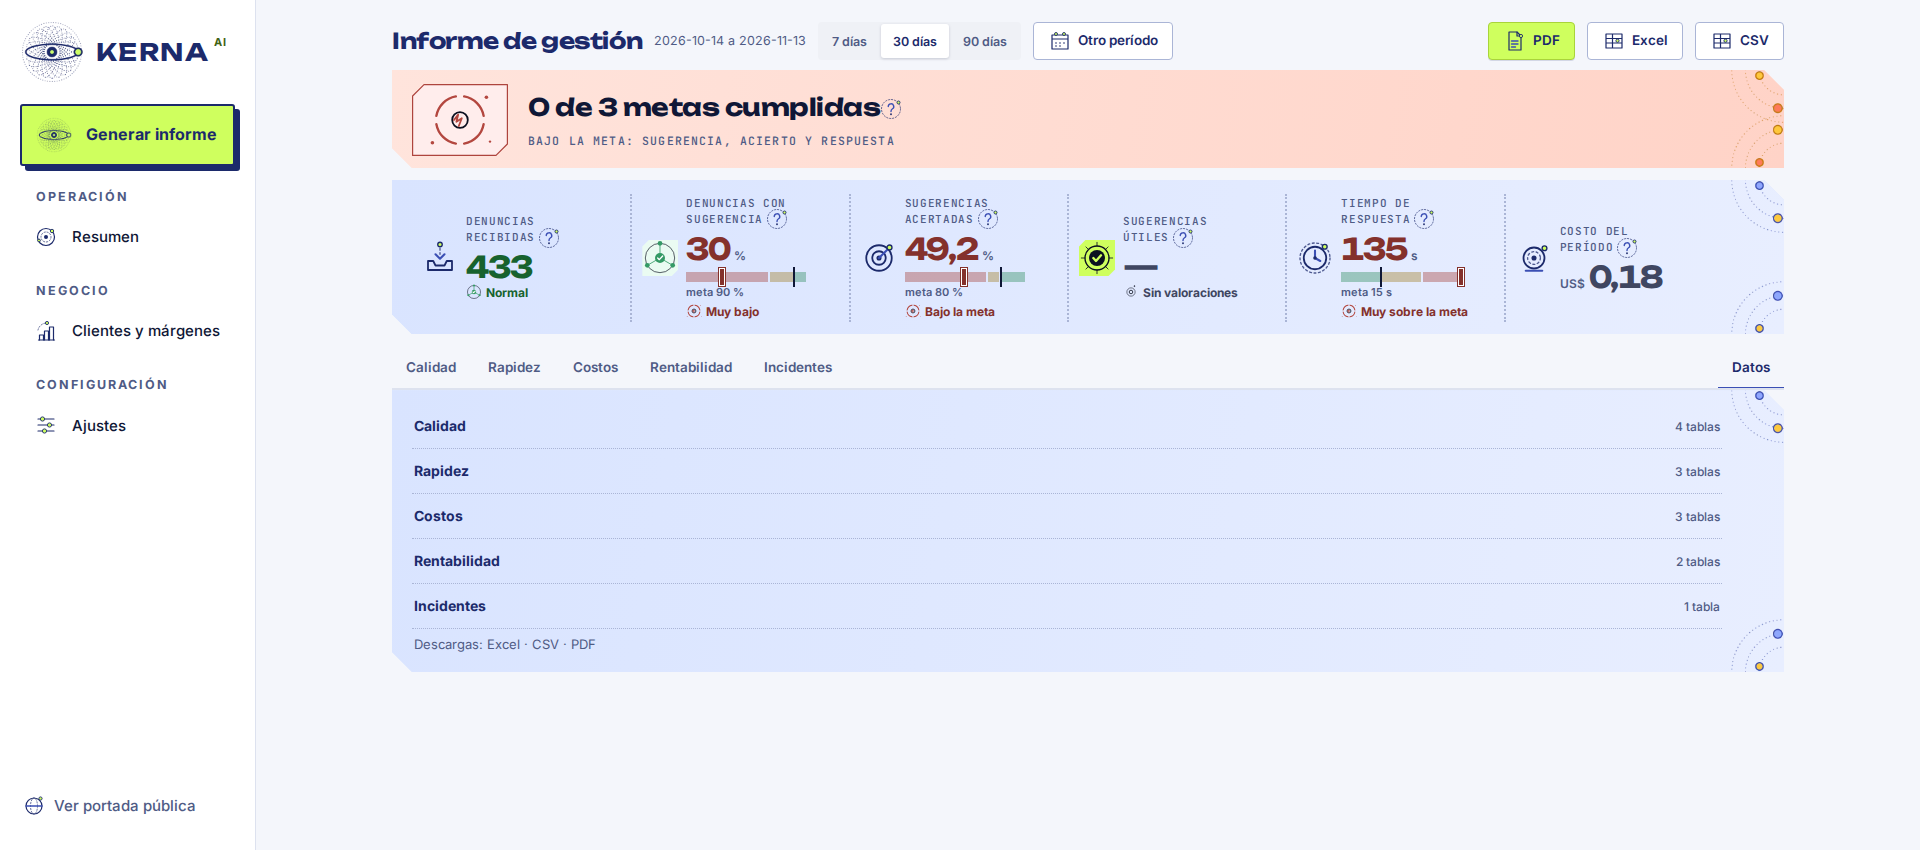 KERNA AI
Generar informe
OPERACIÓN
Resumen
NEGOCIO
Clientes y márgenes
CONFIGURACIÓN
Ajustes
Ver portada pública
Informe de gestión 2026-10-14 a 2026-11-13 7 días 30 días 90 días Otro período PDF Excel CSV
0 de 3 metas cumplidas ?
BAJO LA META: SUGERENCIA, ACIERTO Y RESPUESTA
DENUNCIAS
RECIBIDAS ?
433
Normal
DENUNCIAS CON
SUGERENCIA ?
30 %
meta 90 %
Muy bajo
SUGERENCIAS
ACERTADAS ?
49,2 %
meta 80 %
Bajo la meta
SUGERENCIAS
ÚTILES ?
—
Sin valoraciones
TIEMPO DE
RESPUESTA ?
135 s
meta 15 s
Muy sobre la meta
COSTO DEL
PERÍODO ?
US$ 0,18
Calidad Rapidez Costos Rentabilidad Incidentes Datos
Calidad 4 tablas
Rapidez 3 tablas
Costos 3 tablas
Rentabilidad 2 tablas
Incidentes 1 tabla
Descargas: Excel · CSV · PDF